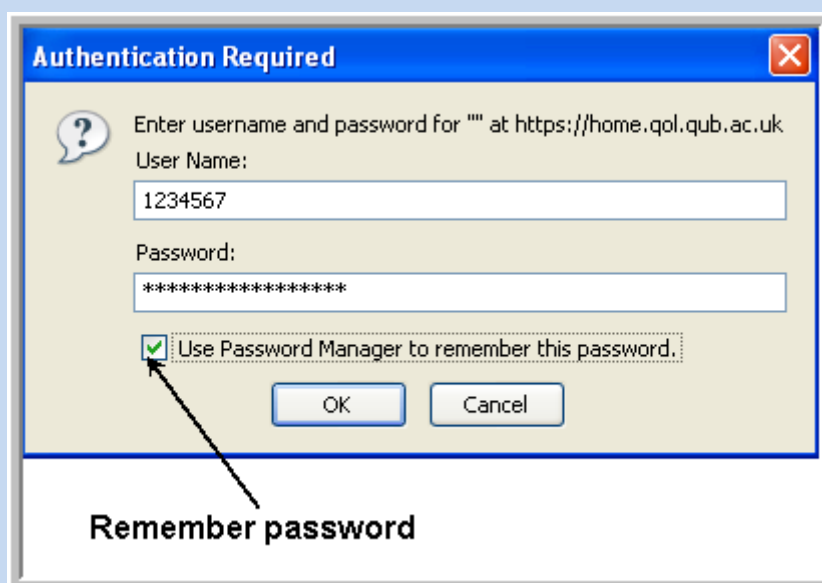 Authentication Required
?
Enter username and password for "" at https://home.qol.qub.ac.uk
User Name:
1234567
Password:
*****************
Use Password Manager to remember this password.
OK Cancel
Remember password